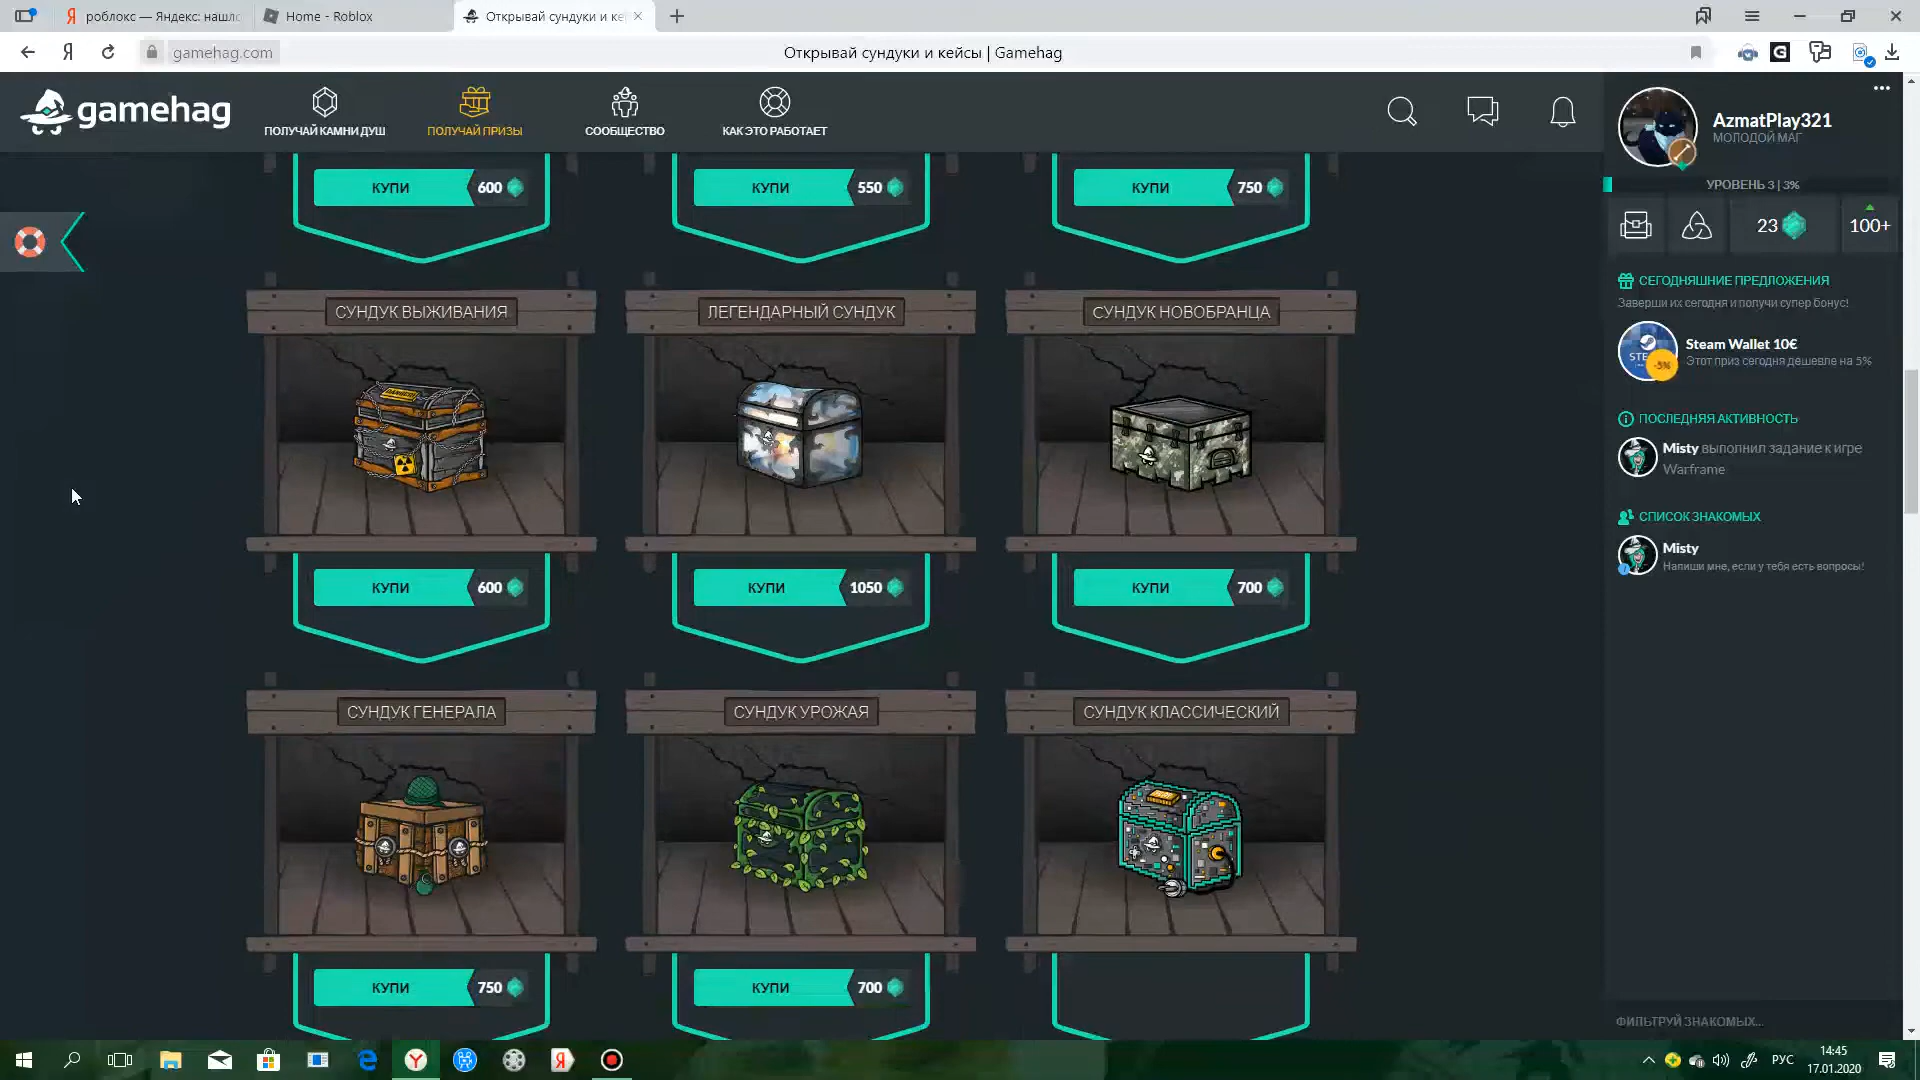 роблокс — Яндекс: нашло
Home - Roblox
Открывай сундуки и ке
gamehag.com
Открывай сундуки и кейсы | Gamehag
gamehag
ПОЛУЧАЙ КАМНИ ДУШ
ПОЛУЧАЙ ПРИЗЫ
СООБЩЕСТВО
КАК ЭТО РАБОТАЕТ
AzmatPlay321
МОЛОДОЙ МАГ
УРОВЕНЬ 3 | 3%
23
100+
КУПИ 600
КУПИ 550
КУПИ 750
СЕГОДНЯШНИЕ ПРЕДЛОЖЕНИЯ
Заверши их сегодня и получи супер бонус!
Steam Wallet 10€
Этот приз сегодня дешевле на 5%
-5%
ПОСЛЕДНЯЯ АКТИВНОСТЬ
Misty выполнил задание к игре
Warframe
СПИСОК ЗНАКОМЫХ
Misty
Напиши мне, если у тебя есть вопросы!
СУНДУК ВЫЖИВАНИЯ
ЛЕГЕНДАРНЫЙ СУНДУК
СУНДУК НОВОБРАНЦА
КУПИ 600
КУПИ 1050
КУПИ 700
СУНДУК ГЕНЕРАЛА
СУНДУК УРОЖАЯ
СУНДУК КЛАССИЧЕСКИЙ
КУПИ 750
КУПИ 700
ФИЛЬТРУЙ ЗНАКОМЫХ...
РУС
14:45
17.01.2020